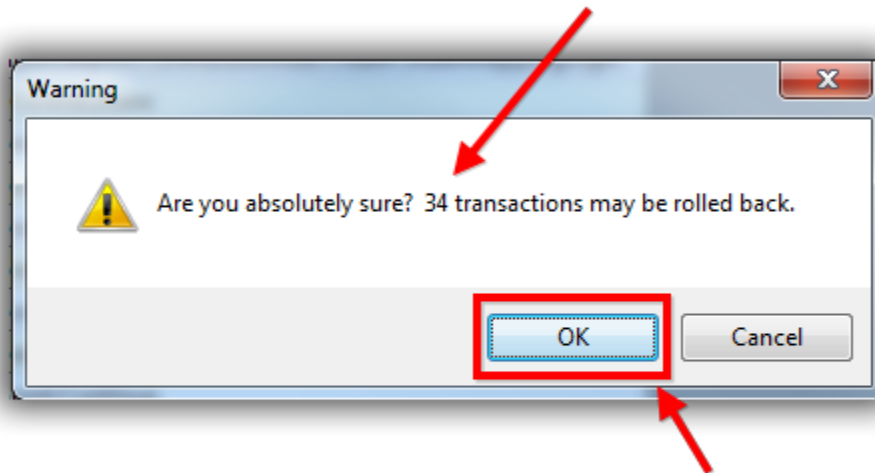 Warning
Are you absolutely sure? 34 transactions may be rolled back.
OK
Cancel